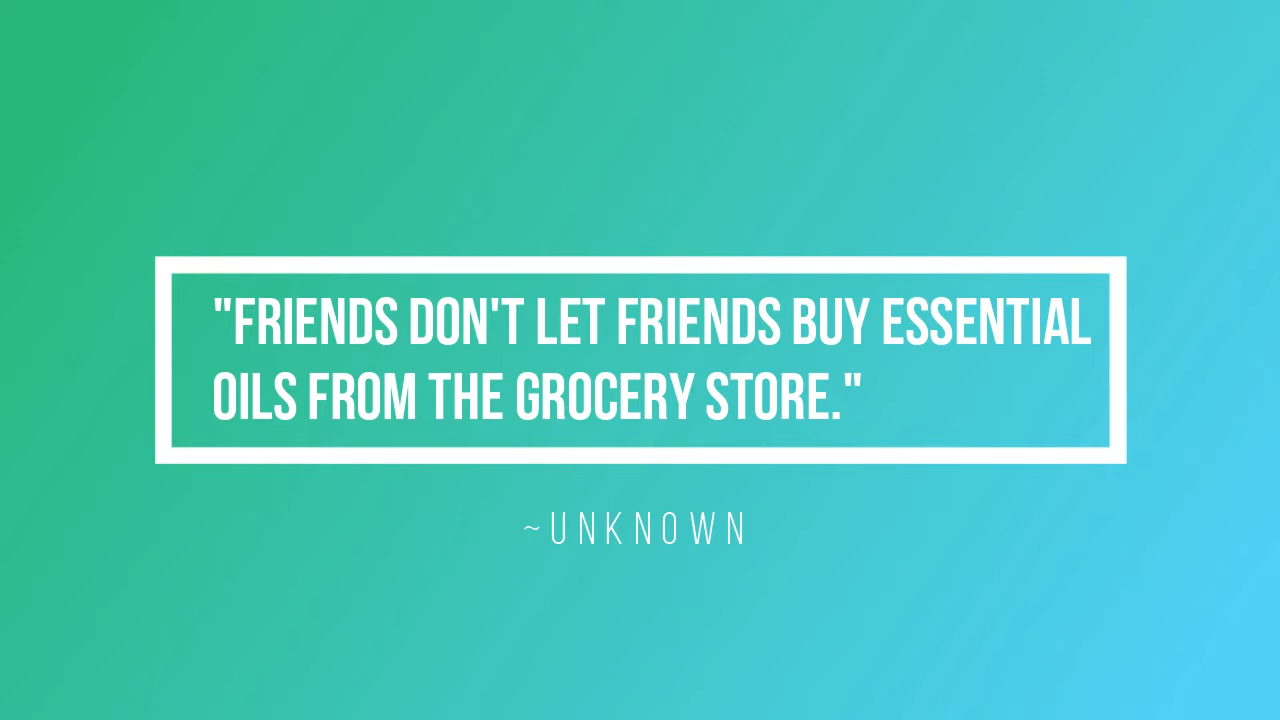 "FRIENDS DON'T LET FRIENDS BUY ESSENTIAL
OILS FROM THE GROCERY STORE."
~UNKNOWN